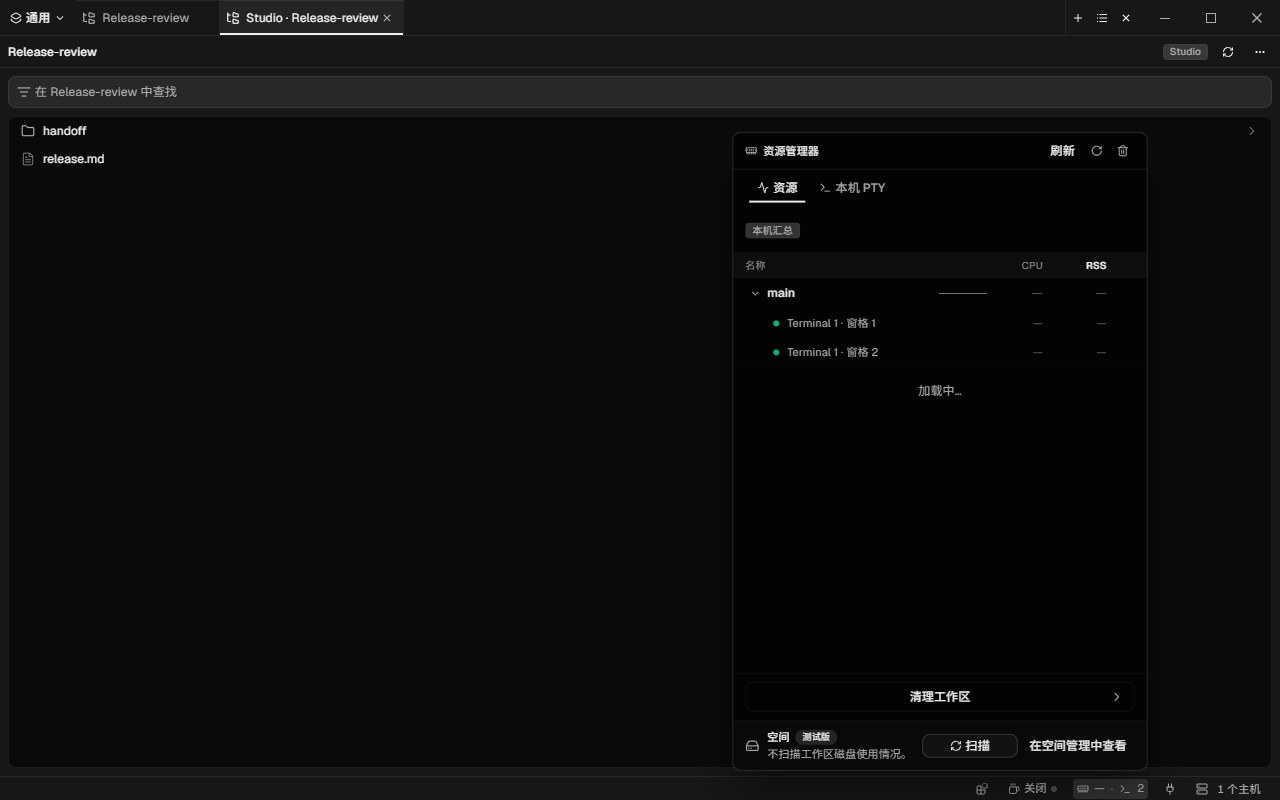 通用
Release-review
Studio · Release-review
Release-review
Studio
在 Release-review 中查找
handoff
release.md
资源管理器
刷新
资源
本机 PTY
本机汇总
名称
CPU
RSS
main
—
—
Terminal 1 · 窗格 1
—
—
Terminal 1 · 窗格 2
—
—
加载中...
清理工作区
空间
测试版
不扫描工作区磁盘使用情况。
扫描
在空间管理中查看
关闭
— · 2
1 个主机